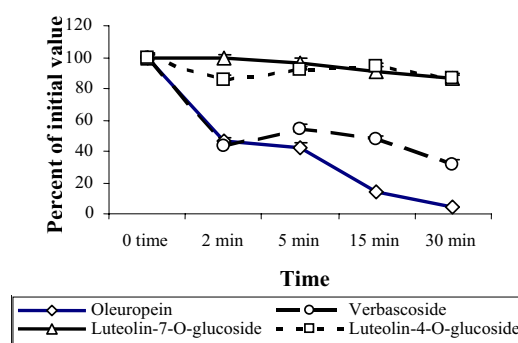 120
100
80
60
40
20
0
Percent of initial value
0 time 2 min 5 min 15 min 30 min
Time
Oleuropein Verbascoside
Luteolin-7-O-glucoside Luteolin-4-O-glucoside